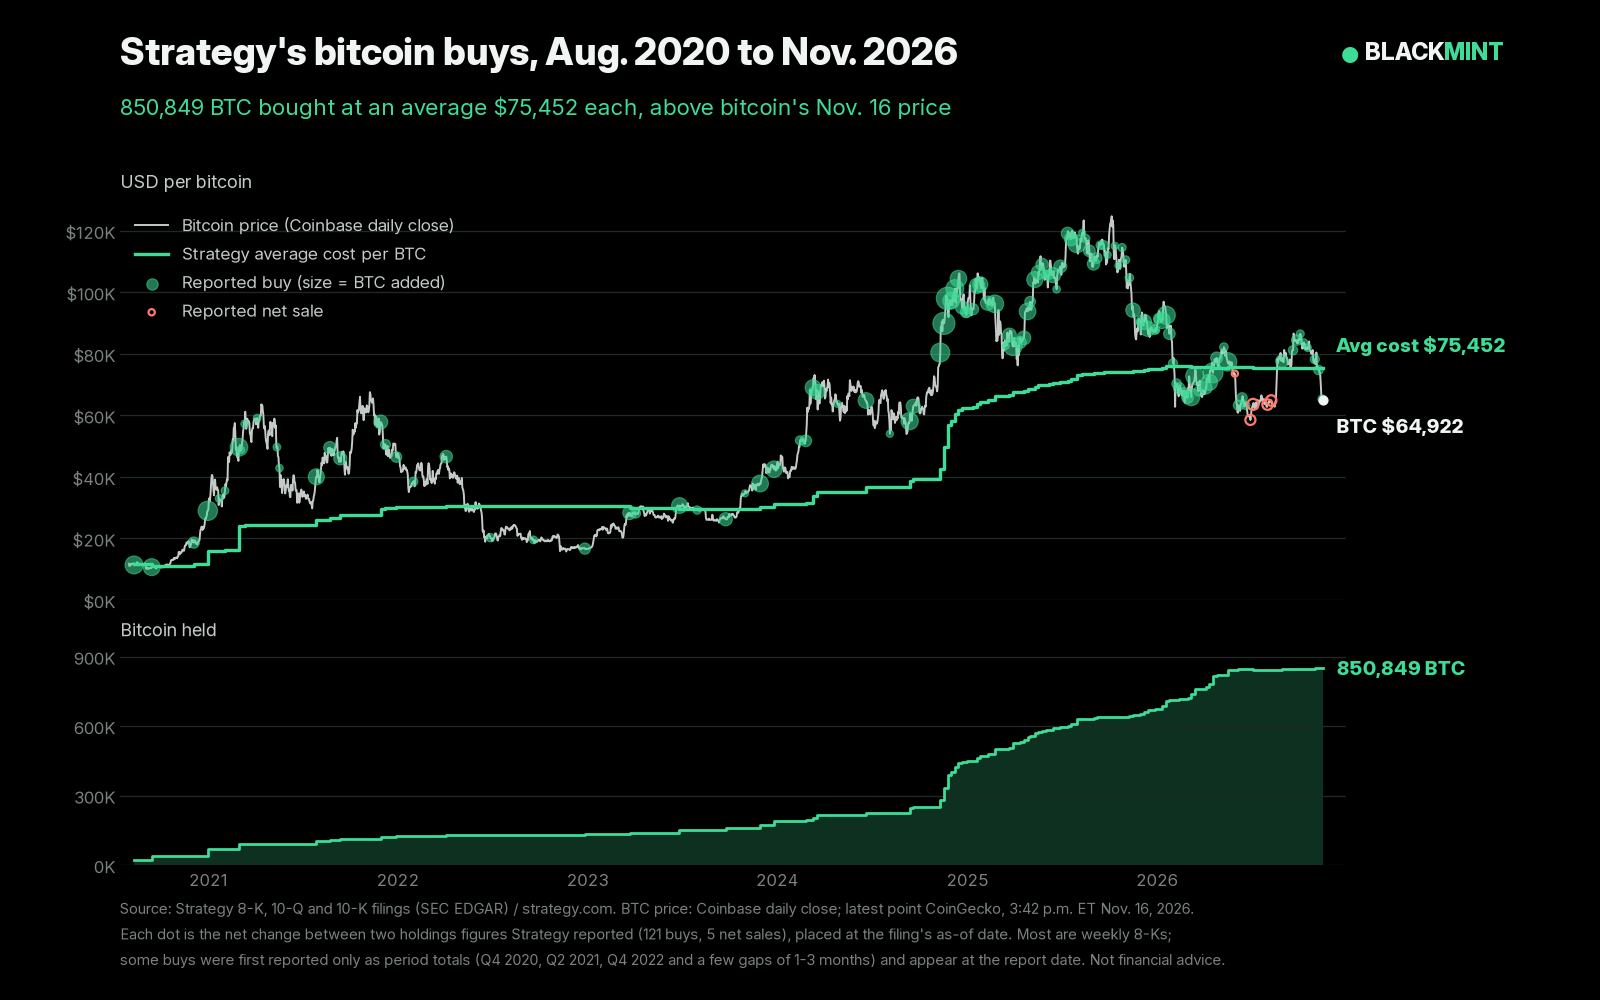 Strategy's bitcoin buys, Aug. 2020 to Nov. 2026
BLACKMINT
850,849 BTC bought at an average $75,452 each, above bitcoin's Nov. 16 price
USD per bitcoin
Bitcoin price (Coinbase daily close)
Strategy average cost per BTC
Reported buy (size = BTC added)
Reported net sale
$120K
$100K
$80K
$60K
$40K
$20K
$0K
Avg cost $75,452
BTC $64,922
Bitcoin held
900K
600K
300K
0K
850,849 BTC
2021 2022 2023 2024 2025 2026
Source: Strategy 8-K, 10-Q and 10-K filings (SEC EDGAR) / strategy.com. BTC price: Coinbase daily close; latest point CoinGecko, 3:42 p.m. ET Nov. 16, 2026.
Each dot is the net change between two holdings figures Strategy reported (121 buys, 5 net sales), placed at the filing's as-of date. Most are weekly 8-Ks;
some buys were first reported only as period totals (Q4 2020, Q2 2021, Q4 2022 and a few gaps of 1-3 months) and appear at the report date. Not financial advice.